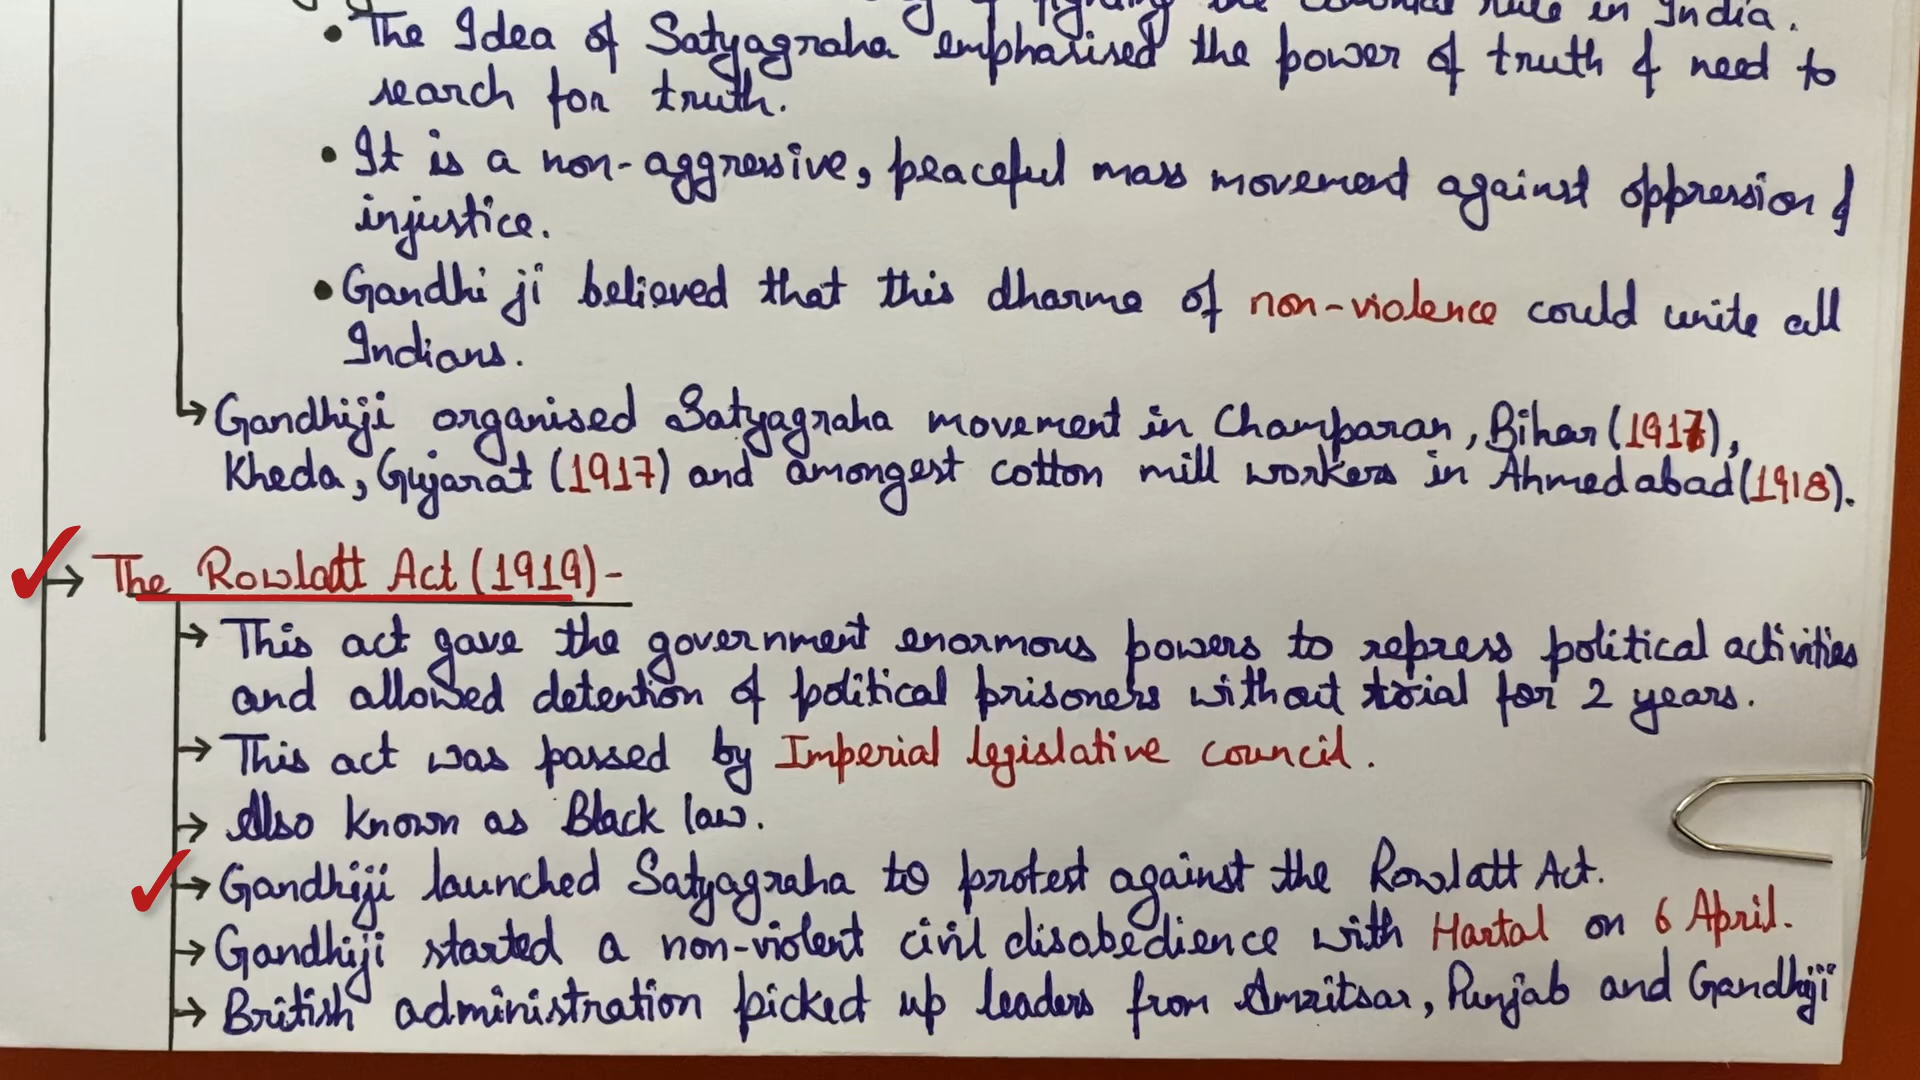 the colonial rule in India.
• The Idea of Satyagraha emphasised the power of truth & need to
search for truth.
• It is a non-aggressive, peaceful mass movement against oppression &
injustice.
• Gandhi ji believed that this dharma of non-violence could unite all
Indians.
→ Gandhiji organised Satyagraha movement in Champaran, Bihar (1917),
Kheda, Gujarat (1917) and amongest cotton mill workers in Ahmedabad (1918).
→ The Rowlatt Act (1919) -
→ This act gave the government enormous powers to repress political activities
and allowed detention of political prisoners without trial for 2 years.
→ This act was passed by Imperial legislative council.
→ Also known as Black law.
→ Gandhiji launched Satyagraha to protest against the Rowlatt Act.
→ Gandhiji started a non-violent civil disobedience with Hartal on 6 April.
→ British administration picked up leaders from Amritsar, Punjab and Gandhiji